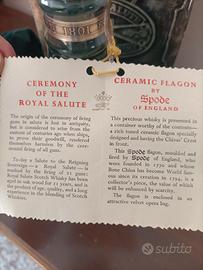 1801
CEREMONY
OF THE
ROYAL SALUTE
The origin of the ceremony of firing
guns in salute is lost in antiquity,
but is considered to arise from the
custom of centuries ago when ships,
to prove their goodwill, rendered
themselves harmless by the cere-
monial firing of all guns.
To-day a Salute to the Reigning
Sovereign — a Royal Salute — is
marked by the firing of 21 guns;
Royal Salute Scotch Whisky has been
aged in oak wood for 21 years, and is
the product of age, quality, and a long
experience in the blending of Scotch
Whiskies.
CERAMIC FLAGON
by
Spode
OF ENGLAND
This precious whisky is presented in
a container worthy of the contents—
a rich toned ceramic flagon specially
designed and having the Chivas' Crest
in front.
This Spode flagon, moulded and
fired by Spode of England, who
were founded in 1770 and whose
Bone China has become World fam-
ous since its creation in 1794, is a
collector's piece, the value of which
will be enhanced by scarcity.
The flagon is enclosed in an
attractive velvet opera bag.
subito